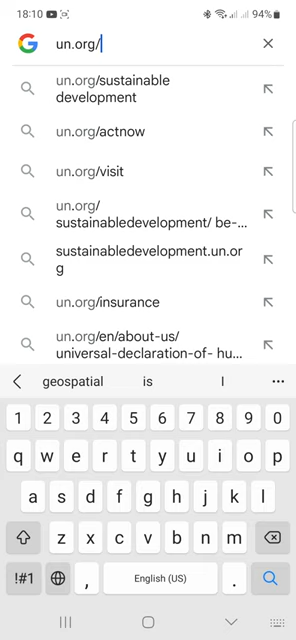 18:10 94%
un.org/
un.org/sustainable
development
un.org/actnow
un.org/visit
un.org/
sustainabledevelopment/ be-...
sustainabledevelopment.un.or
g
un.org/insurance
un.org/en/about-us/
universal-declaration-of- hu...
geospatial is I
1 2 3 4 5 6 7 8 9 0
q w e r t y u i o p
a s d f g h j k l
z x c v b n m
!#1 , English (US) .